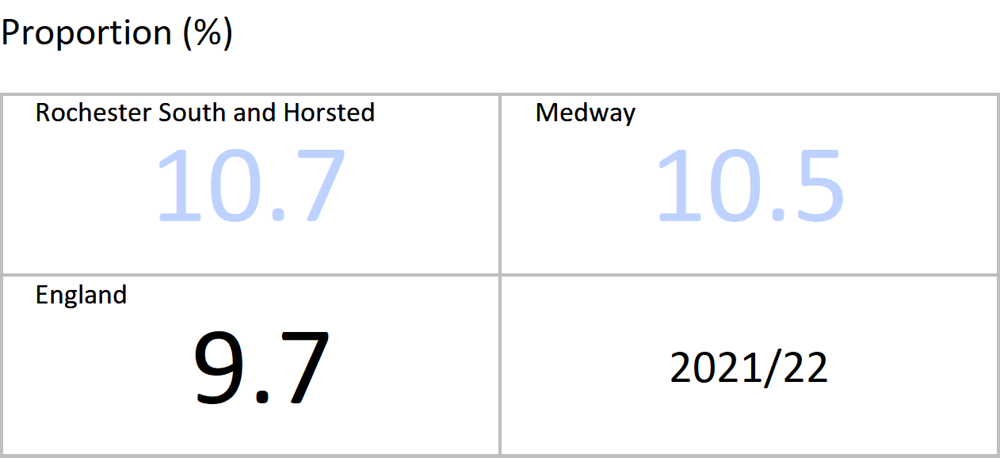 Proportion (%)
Rochester South and Horsted
10.7
Medway
10.5
England
9.7
2021/22